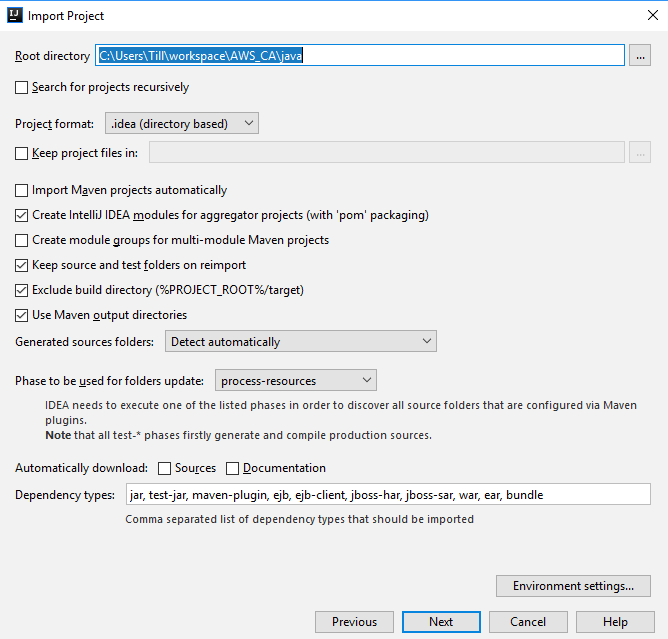 IJ Import Project
Root directory C:\Users\Till\workspace\AWS_CA\java ...
Search for projects recursively
Project format: .idea (directory based)
Keep project files in: ...
Import Maven projects automatically
Create IntelliJ IDEA modules for aggregator projects (with 'pom' packaging)
Create module groups for multi-module Maven projects
Keep source and test folders on reimport
Exclude build directory (%PROJECT_ROOT%/target)
Use Maven output directories
Generated sources folders: Detect automatically
Phase to be used for folders update: process-resources
IDEA needs to execute one of the listed phases in order to discover all source folders that are configured via Maven
plugins.
Note that all test-* phases firstly generate and compile production sources.
Automatically download: Sources Documentation
Dependency types: jar, test-jar, maven-plugin, ejb, ejb-client, jboss-har, jboss-sar, war, ear, bundle
Comma separated list of dependency types that should be imported
Environment settings...
Previous Next Cancel Help